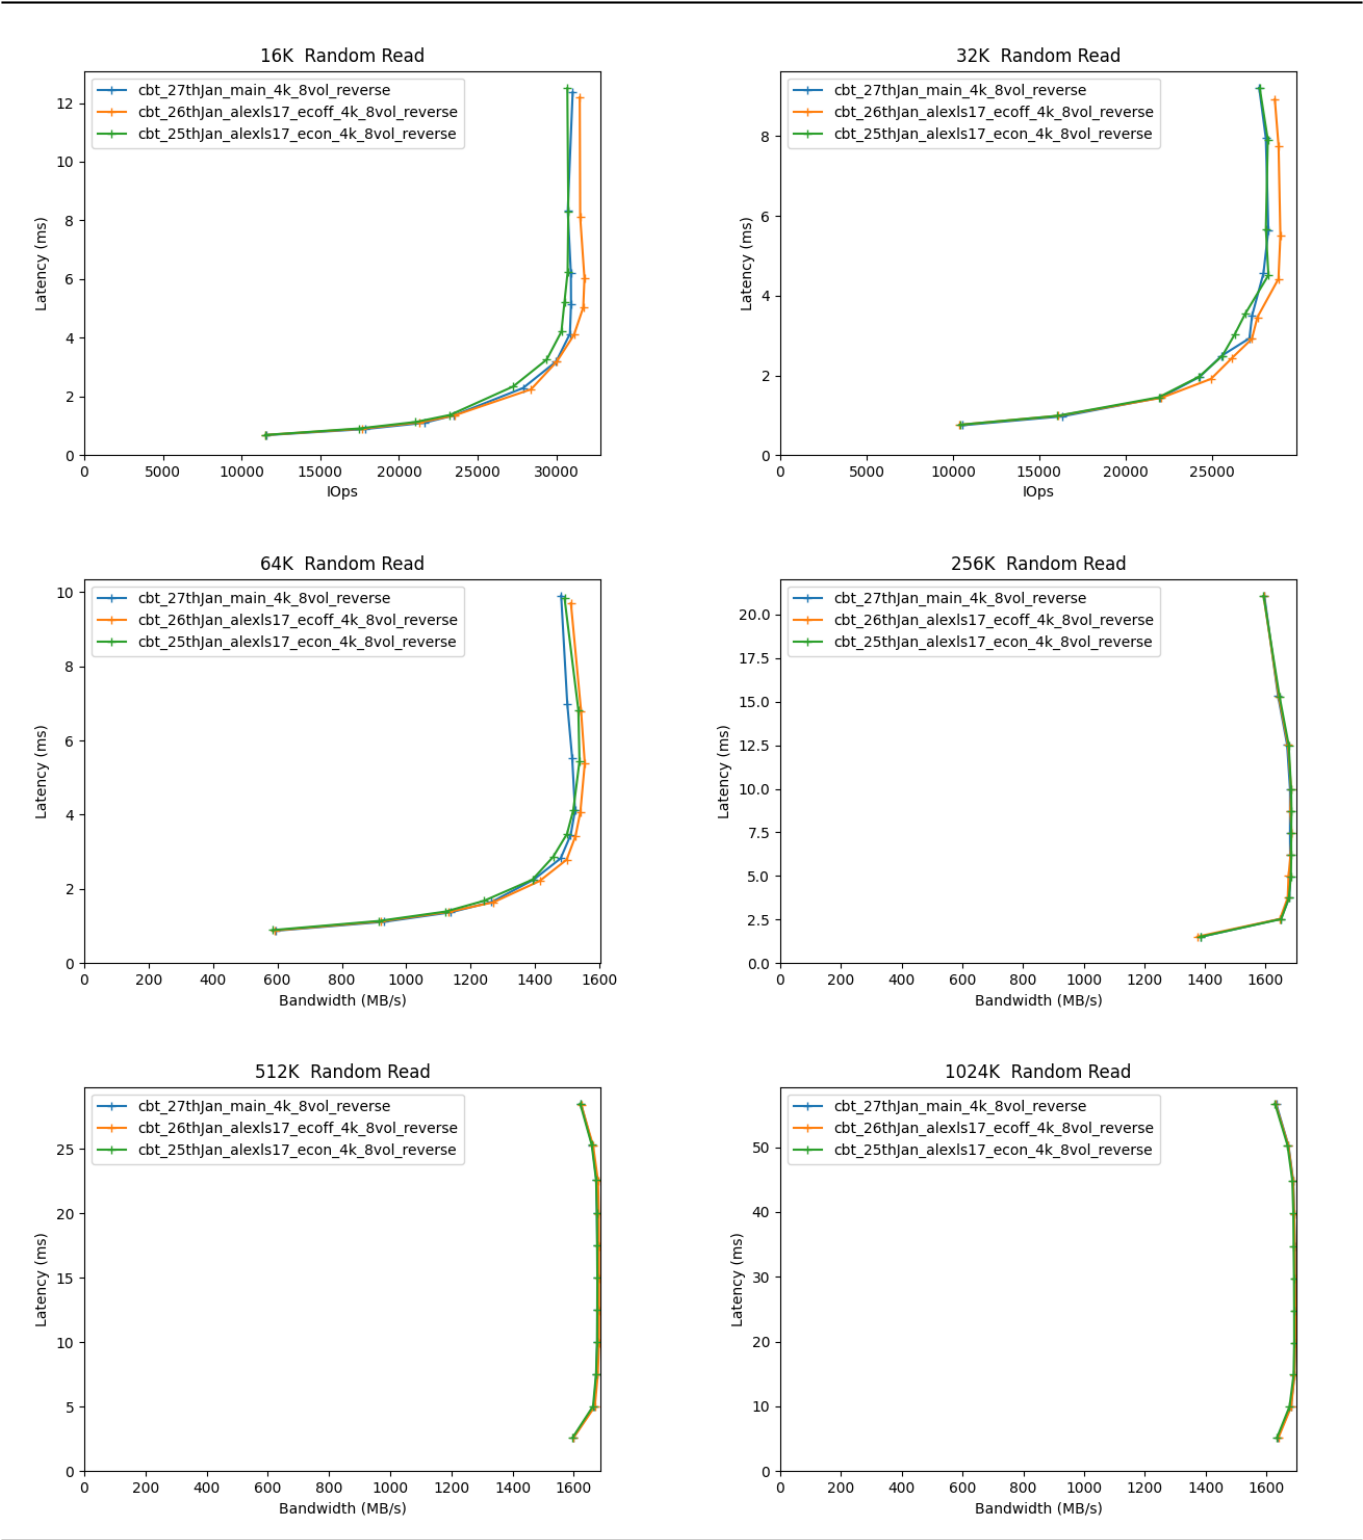 16K  Random Read
cbt_27thJan_main_4k_8vol_reverse
cbt_26thJan_alexls17_ecoff_4k_8vol_reverse
cbt_25thJan_alexls17_econ_4k_8vol_reverse
Latency (ms)
12
10
8
6
4
2
0
0 5000 10000 15000 20000 25000 30000
IOps
32K  Random Read
cbt_27thJan_main_4k_8vol_reverse
cbt_26thJan_alexls17_ecoff_4k_8vol_reverse
cbt_25thJan_alexls17_econ_4k_8vol_reverse
Latency (ms)
8
6
4
2
0
0 5000 10000 15000 20000 25000
IOps
64K  Random Read
cbt_27thJan_main_4k_8vol_reverse
cbt_26thJan_alexls17_ecoff_4k_8vol_reverse
cbt_25thJan_alexls17_econ_4k_8vol_reverse
Latency (ms)
10
8
6
4
2
0
0 200 400 600 800 1000 1200 1400 1600
Bandwidth (MB/s)
256K  Random Read
cbt_27thJan_main_4k_8vol_reverse
cbt_26thJan_alexls17_ecoff_4k_8vol_reverse
cbt_25thJan_alexls17_econ_4k_8vol_reverse
Latency (ms)
20.0
17.5
15.0
12.5
10.0
7.5
5.0
2.5
0.0
0 200 400 600 800 1000 1200 1400 1600
Bandwidth (MB/s)
512K  Random Read
cbt_27thJan_main_4k_8vol_reverse
cbt_26thJan_alexls17_ecoff_4k_8vol_reverse
cbt_25thJan_alexls17_econ_4k_8vol_reverse
Latency (ms)
25
20
15
10
5
0
0 200 400 600 800 1000 1200 1400 1600
Bandwidth (MB/s)
1024K  Random Read
cbt_27thJan_main_4k_8vol_reverse
cbt_26thJan_alexls17_ecoff_4k_8vol_reverse
cbt_25thJan_alexls17_econ_4k_8vol_reverse
Latency (ms)
50
40
30
20
10
0
0 200 400 600 800 1000 1200 1400 1600
Bandwidth (MB/s)